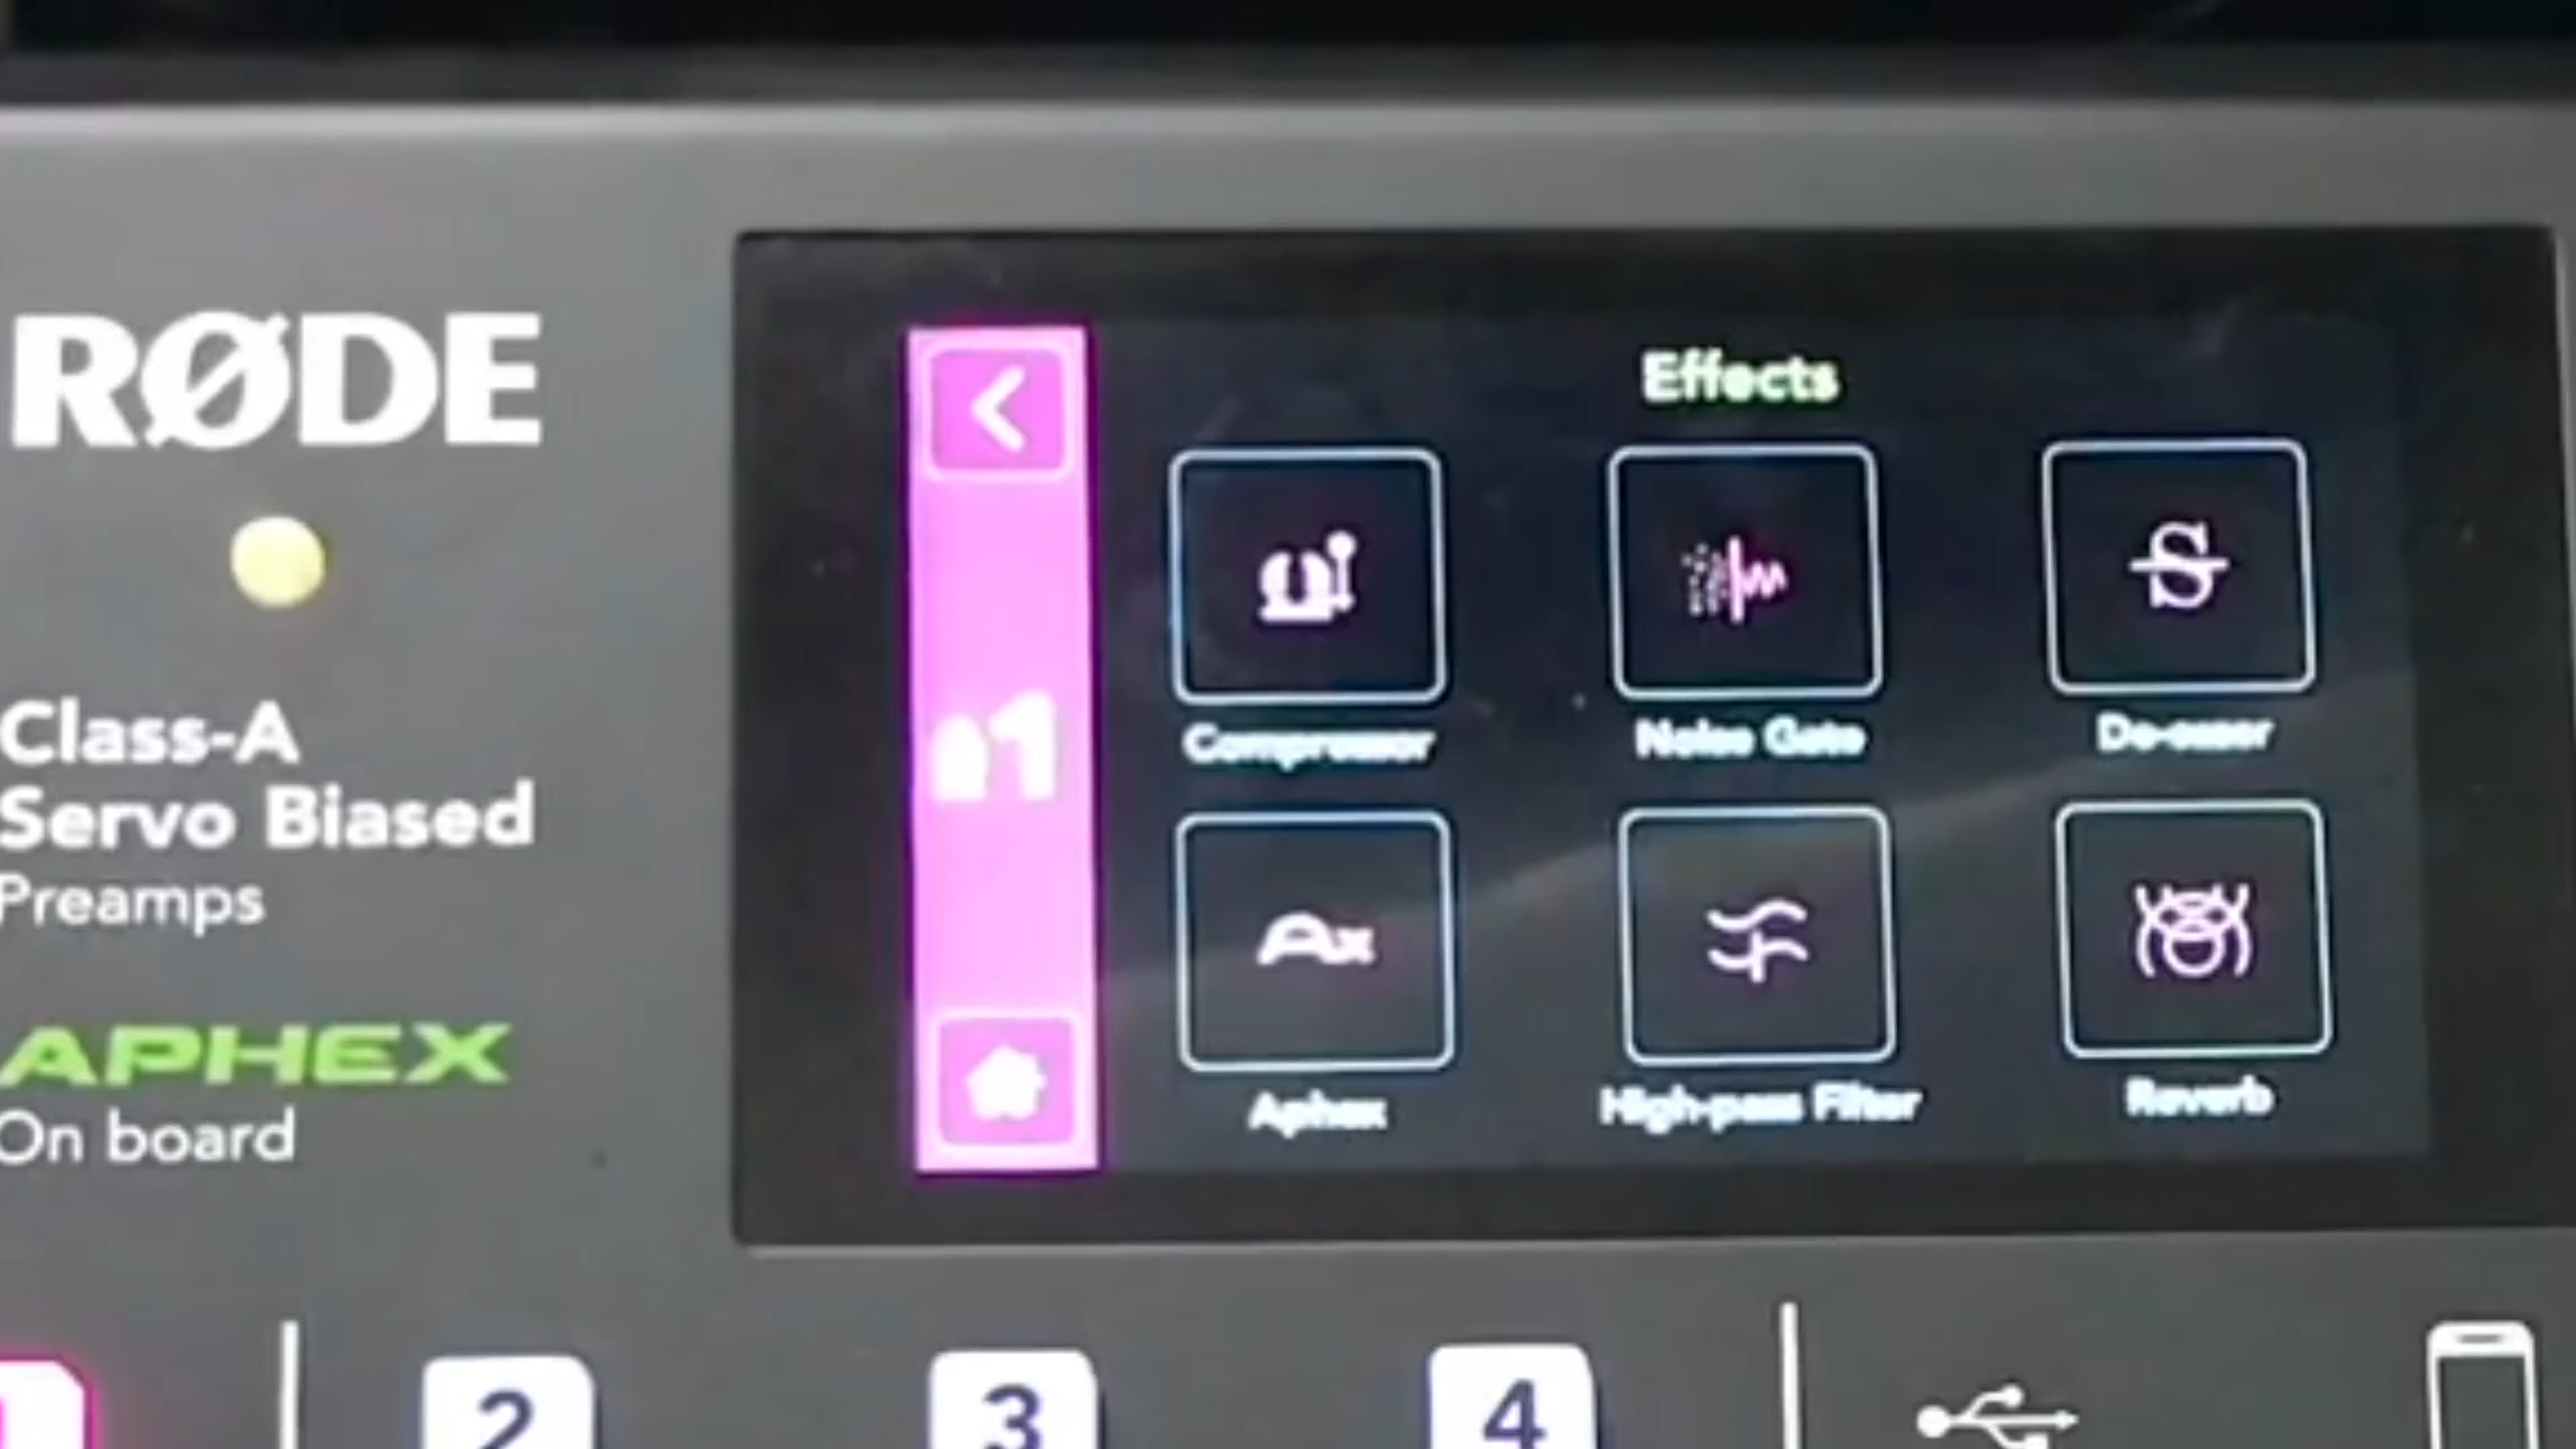 RØDE
Class-A
Servo Biased
Preamps
APHEX
On board
Effects
1
Compressor
Noise Gate
De-esser
Ax
Aphex
High-pass Filter
Reverb
2
3
4